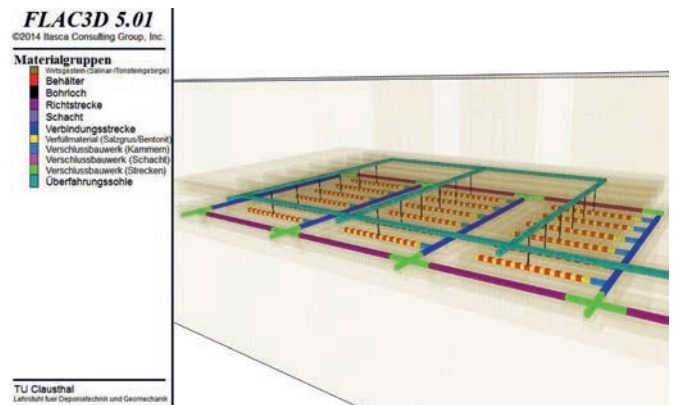 FLAC3D 5.01
©2014 Itasca Consulting Group, Inc.
Materialgruppen
Wirtsgestein (Salinar-/Tonsteingebirge)
Behälter
Bohrloch
Richtstrecke
Schacht
Verbindungsstrecke
Verfüllmaterial (Salzgrus/Bentonit)
Verschlussbauwerk (Kammern)
Verschlussbauwerk (Schacht)
Verschlussbauwerk (Strecken)
Überfahrungssohle
TU Clausthal
Lehrstuhl fuer Deponietechnik und Geomechanik